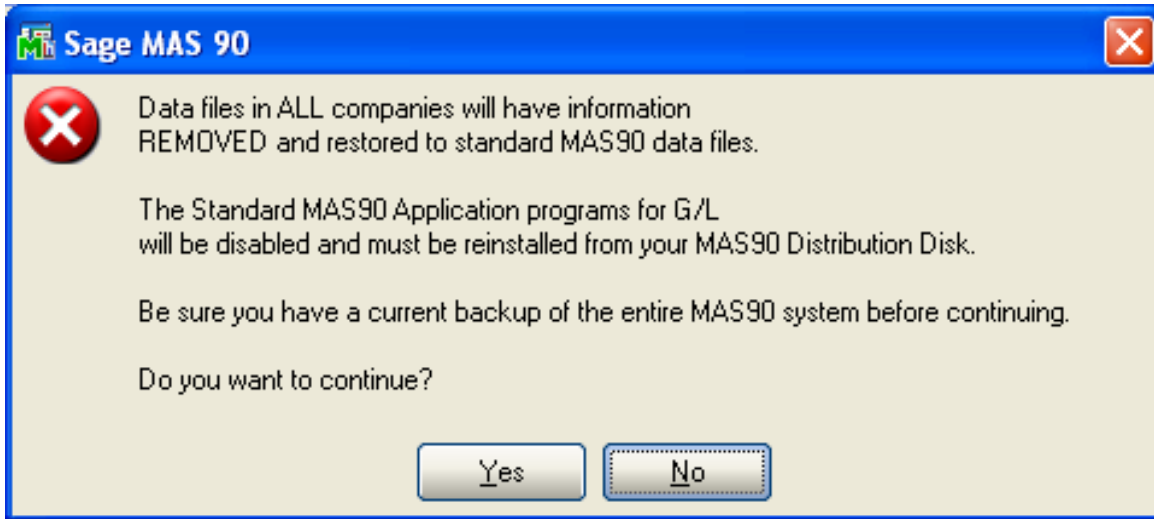 Sage MAS 90
Data files in ALL companies will have information
REMOVED and restored to standard MAS90 data files.
The Standard MAS90 Application programs for G/L
will be disabled and must be reinstalled from your MAS90 Distribution Disk.
Be sure you have a current backup of the entire MAS90 system before continuing.
Do you want to continue?
Yes
No